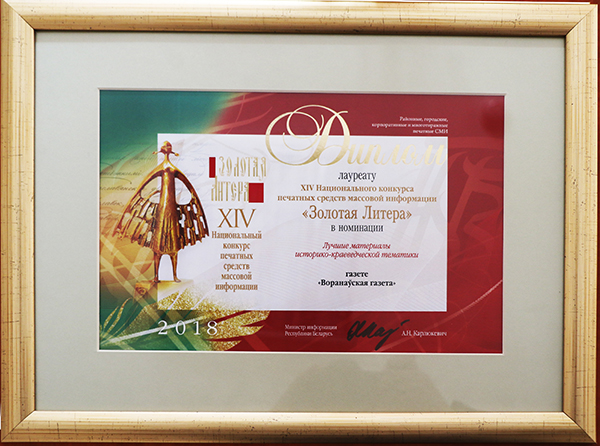 Районные, городские,
корпоративные и многотиражные
печатные СМИ
Диплом
лауреату
XIV Национального конкурса
печатных средств массовой информации
«Золотая Литера»
в номинации
Лучшие материалы
историко-краеведческой тематики
газете
«Воранаўская газета»
ЗОЛОТАЯ
ЛИТЕРА
XIV
Национальный
конкурс
печатных
средств
массовой
информации
2018
Министр информации
Республики Беларусь
А.Н. Карлюкевич